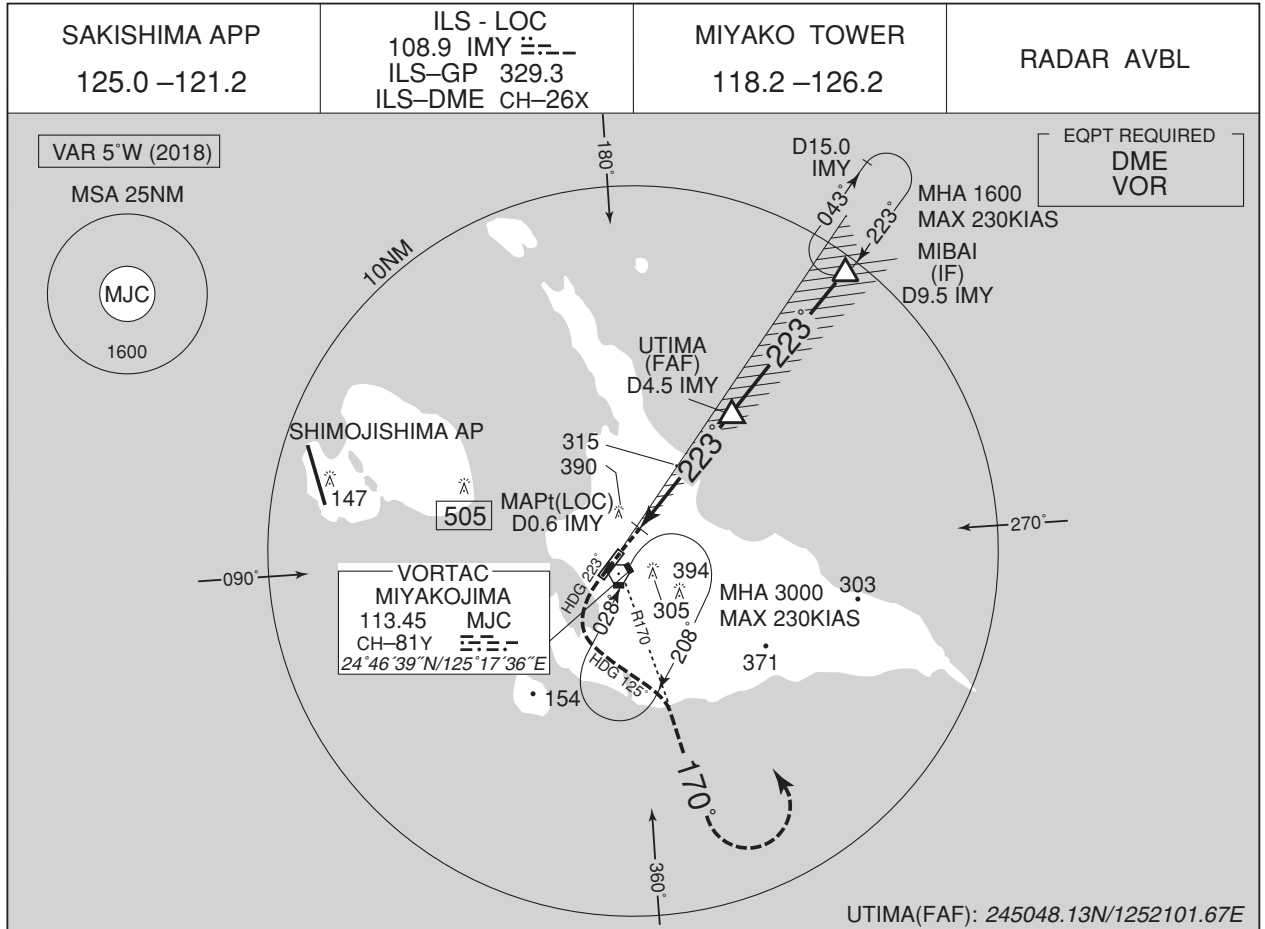 SAKISHIMA APP
125.0 –121.2
ILS - LOC
108.9 IMY
ILS–GP 329.3
ILS–DME CH–26X
MIYAKO TOWER
118.2 –126.2
RADAR AVBL
VAR 5°W (2018)
MSA 25NM
MJC
1600
10NM
180°
D15.0
IMY
043°
223°
MHA 1600
MAX 230KIAS
EQPT REQUIRED
DME
VOR
MIBAI
(IF)
D9.5 IMY
223°
UTIMA
(FAF)
D4.5 IMY
223°
SHIMOJISHIMA AP
147
505
315
390
MAPt(LOC)
D0.6 IMY
270°
090°
VORTAC
MIYAKOJIMA
113.45 MJC
CH–81Y
24°46´39˝N/125°17´36˝E
HDG 223°
028°
R170
208°
HDG 125°
305
394
MHA 3000
MAX 230KIAS
303
371
154
170°
360°
UTIMA(FAF): 245048.13N/1252101.67E